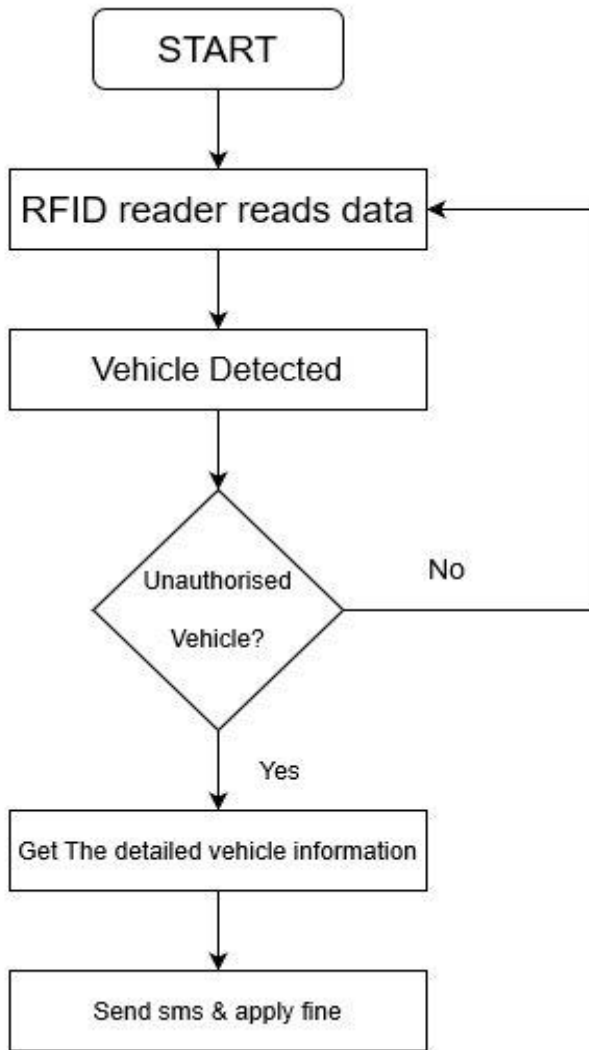 START
RFID reader reads data
Vehicle Detected
Unauthorised
Vehicle?
No
Yes
Get The detailed vehicle information
Send sms & apply fine